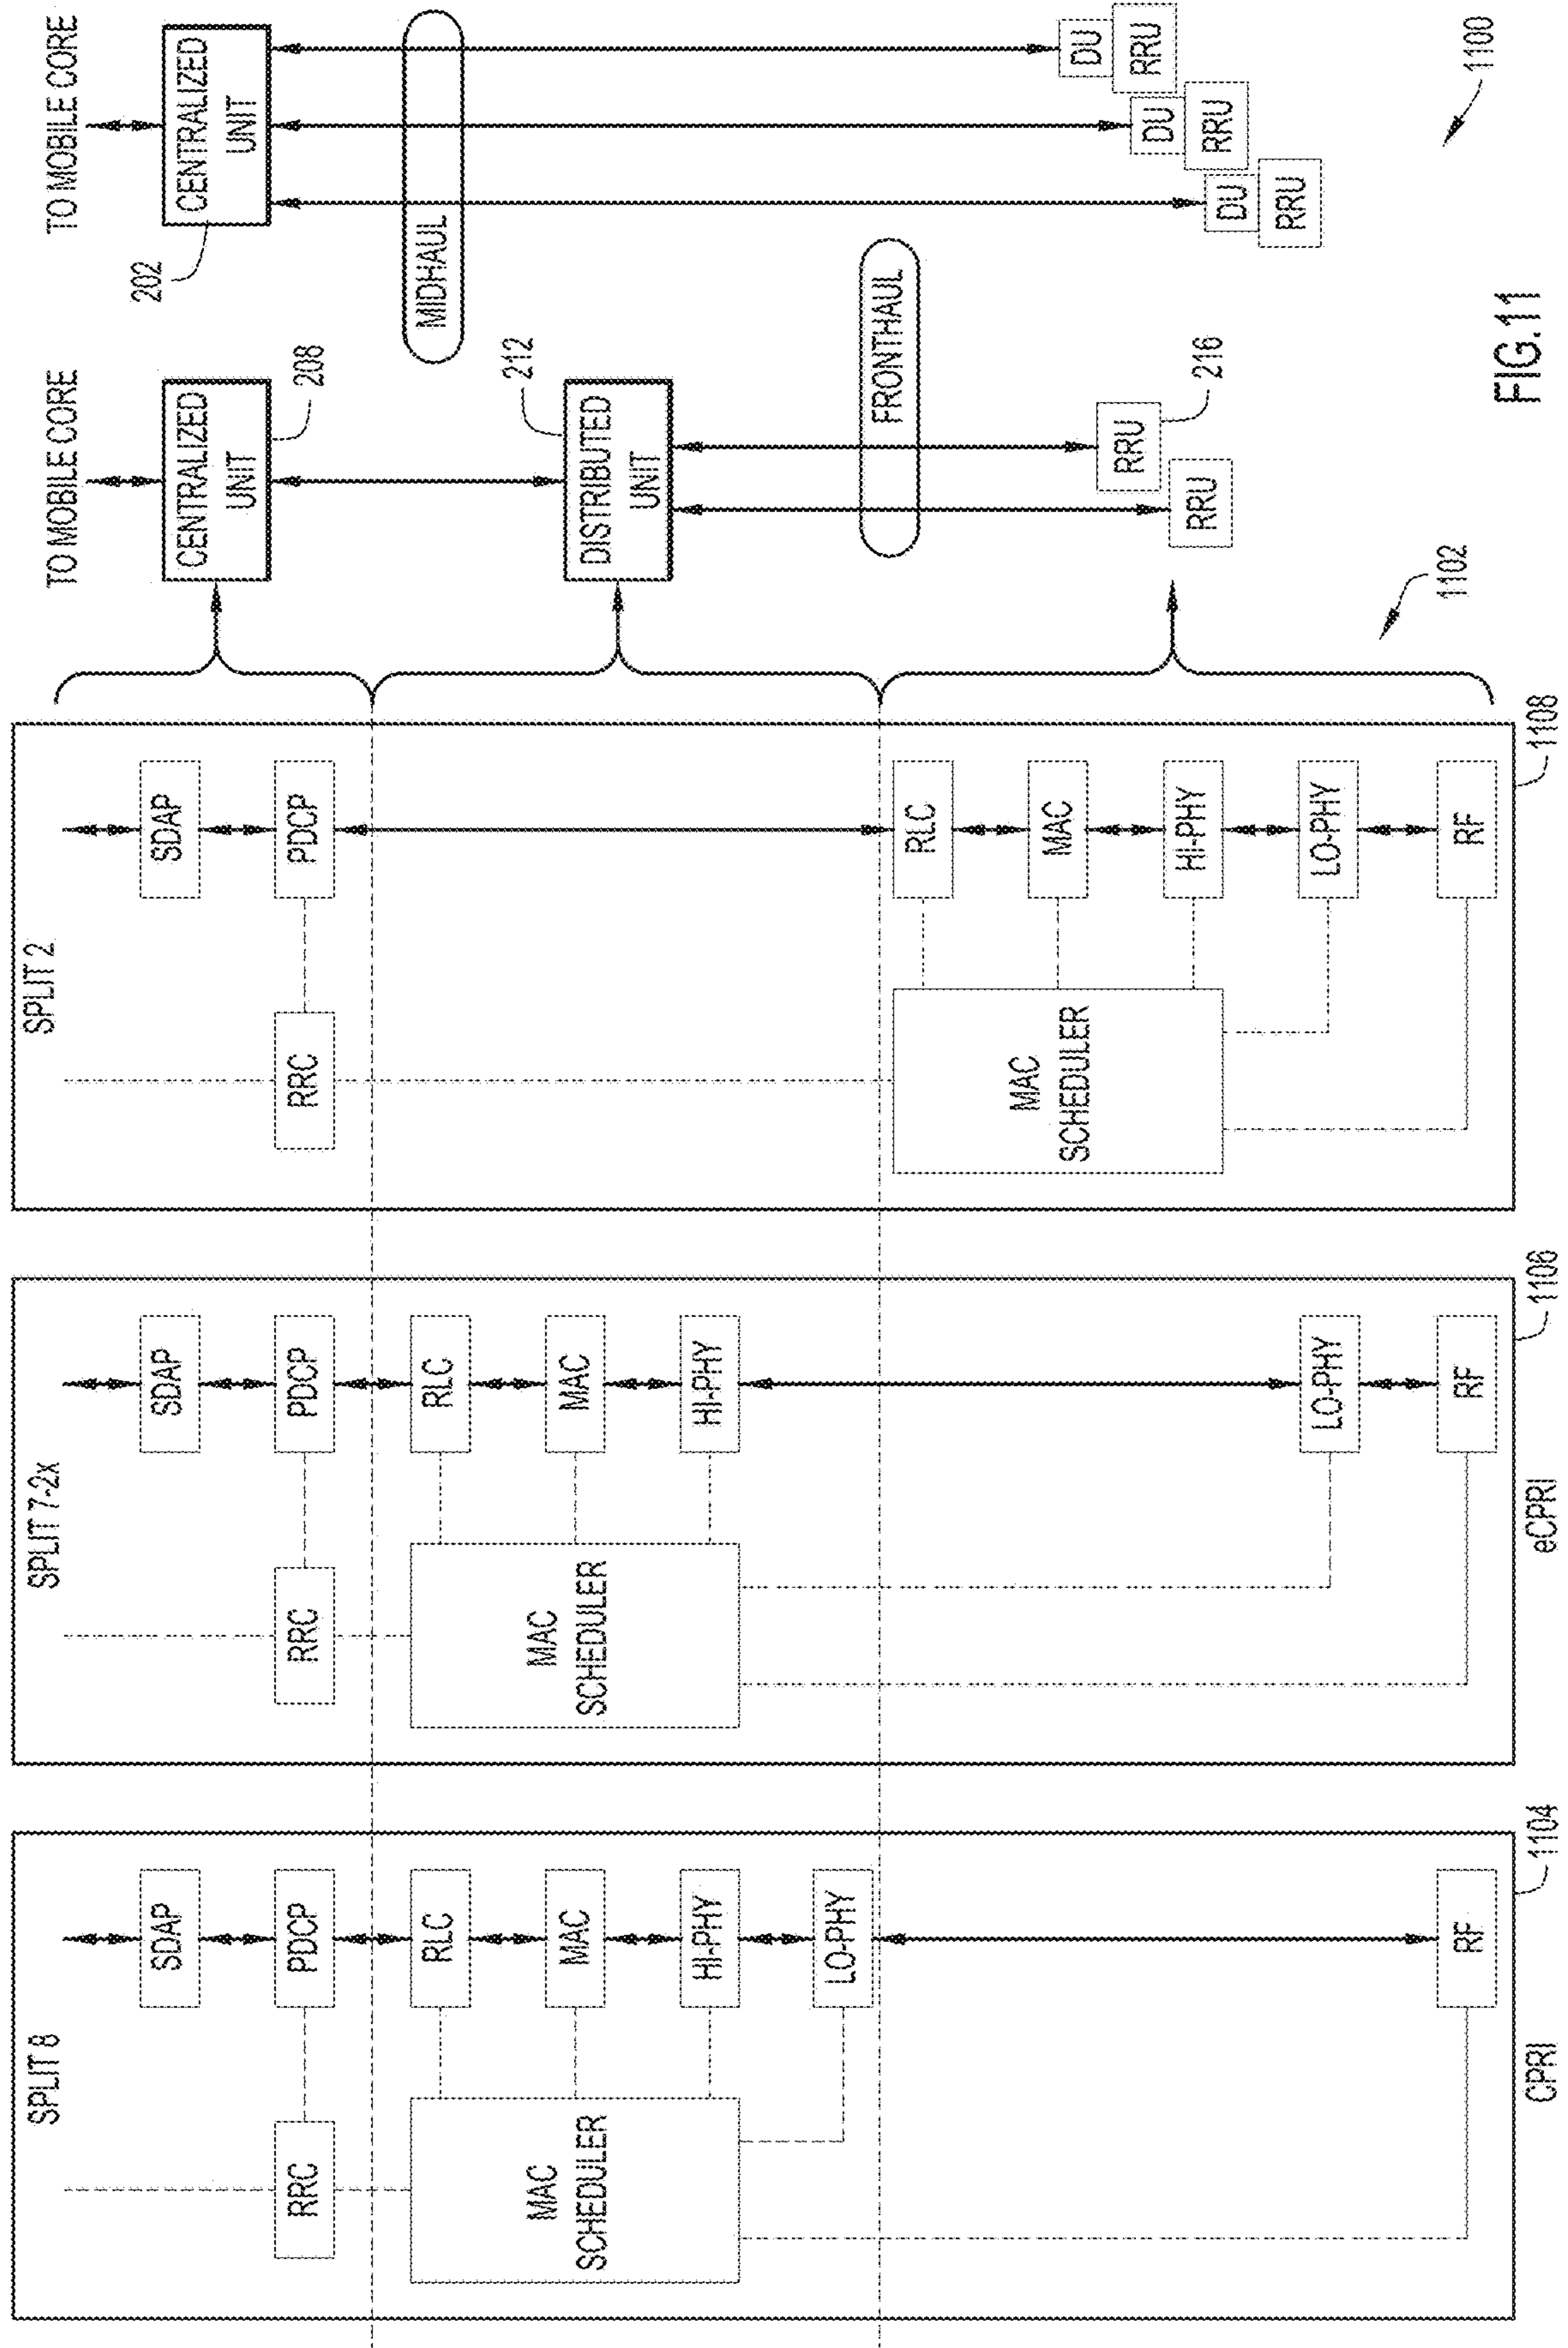 SPLIT 8
SDAP
RRC
PDCP
RLC
MAC
HI-PHY
LO-PHY
MAC
SCHEDULER
RF
CPRI
1104
SPLIT 7-2x
SDAP
RRC
PDCP
RLC
MAC
HI-PHY
MAC
SCHEDULER
LO-PHY
RF
eCPRI
1106
SPLIT 2
SDAP
RRC
PDCP
RLC
MAC
HI-PHY
LO-PHY
MAC
SCHEDULER
RF
1108
TO MOBILE CORE
CENTRALIZED
UNIT
208
212
DISTRIBUTED
UNIT
FRONTHAUL
RRU
RRU
216
1102
TO MOBILE CORE
202
CENTRALIZED
UNIT
MIDHAUL
DU
RRU
DU
RRU
DU
RRU
1100
FIG.11